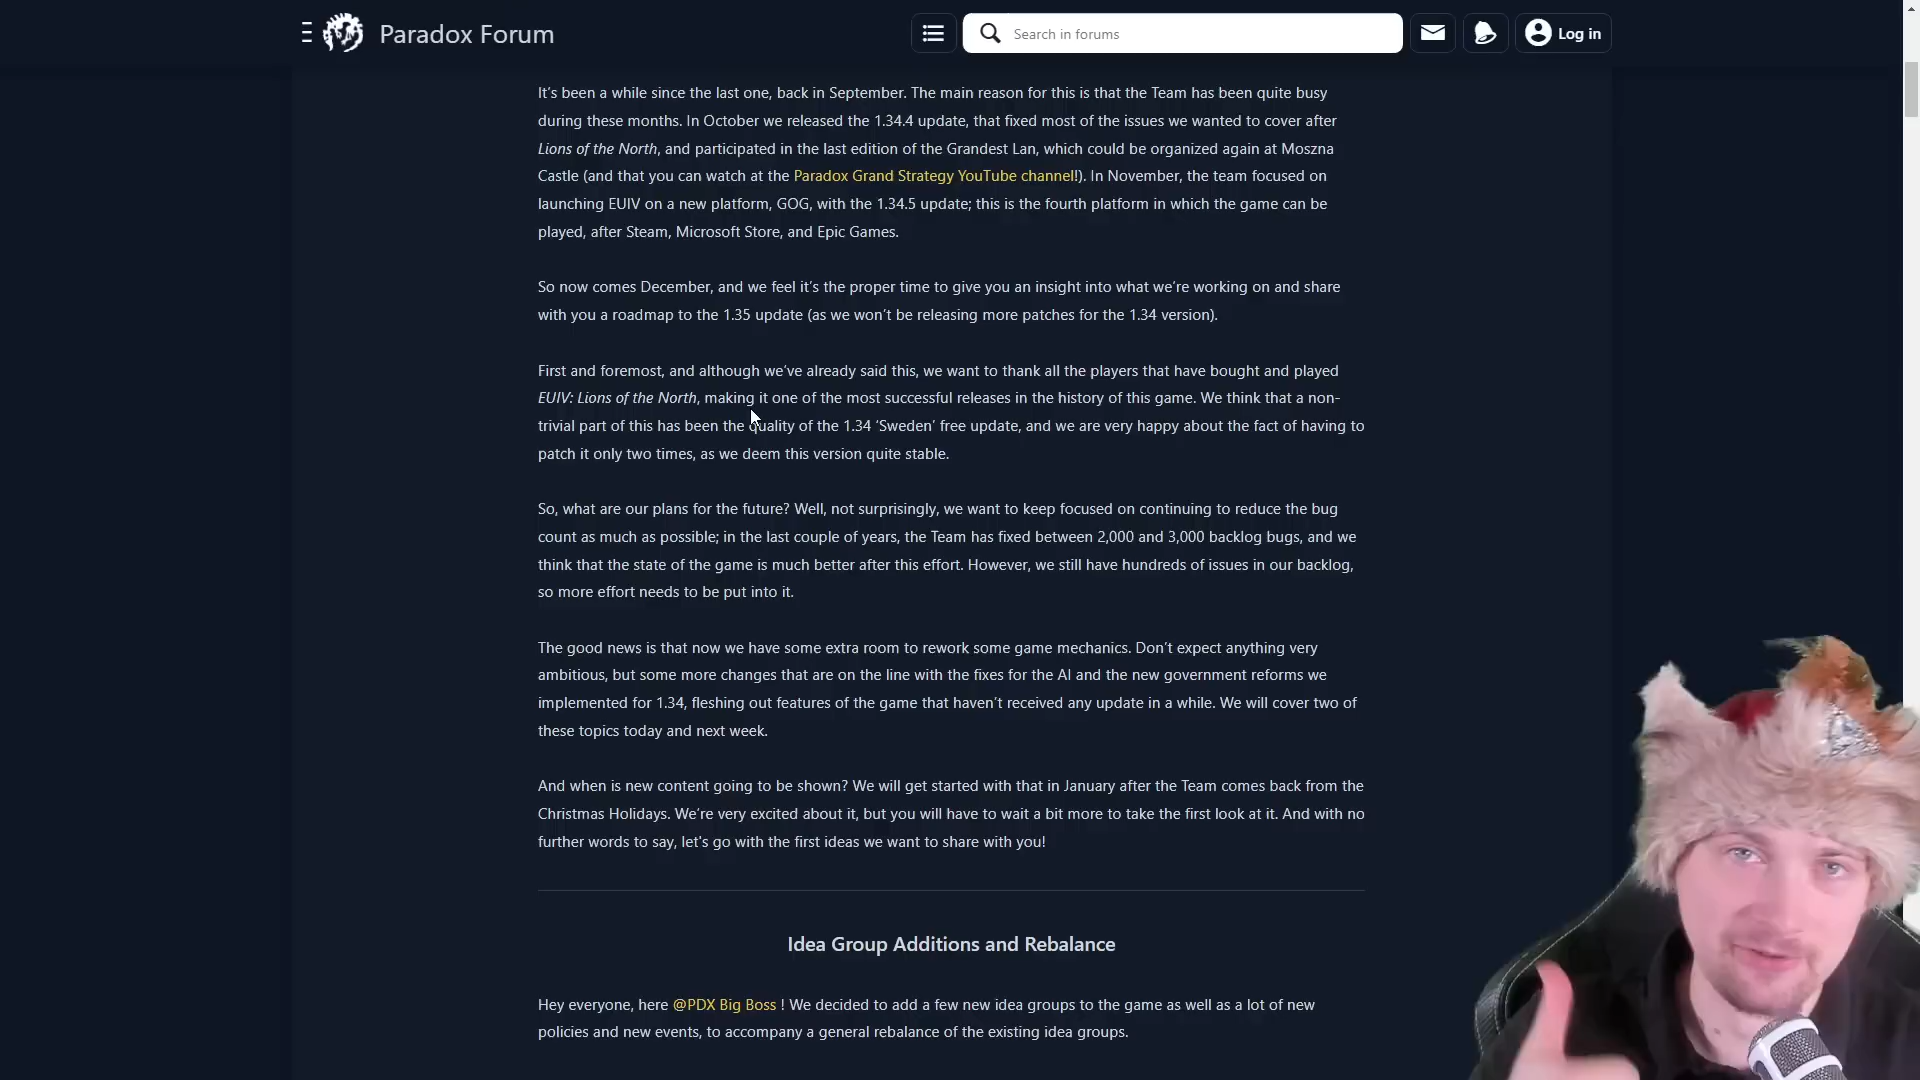 Paradox Forum
Search in forums
Log in
It’s been a while since the last one, back in September. The main reason for this is that the Team has been quite busy
during these months. In October we released the 1.34.4 update, that fixed most of the issues we wanted to cover after
Lions of the North, and participated in the last edition of the Grandest Lan, which could be organized again at Moszna
Castle (and that you can watch at the Paradox Grand Strategy YouTube channel!). In November, the team focused on
launching EUIV on a new platform, GOG, with the 1.34.5 update; this is the fourth platform in which the game can be
played, after Steam, Microsoft Store, and Epic Games.
So now comes December, and we feel it’s the proper time to give you an insight into what we’re working on and share
with you a roadmap to the 1.35 update (as we won’t be releasing more patches for the 1.34 version).
First and foremost, and although we’ve already said this, we want to thank all the players that have bought and played
EUIV: Lions of the North, making it one of the most successful releases in the history of this game. We think that a non-
trivial part of this has been the quality of the 1.34 ‘Sweden’ free update, and we are very happy about the fact of having to
patch it only two times, as we deem this version quite stable.
So, what are our plans for the future? Well, not surprisingly, we want to keep focused on continuing to reduce the bug
count as much as possible; in the last couple of years, the Team has fixed between 2,000 and 3,000 backlog bugs, and we
think that the state of the game is much better after this effort. However, we still have hundreds of issues in our backlog,
so more effort needs to be put into it.
The good news is that now we have some extra room to rework some game mechanics. Don’t expect anything very
ambitious, but some more changes that are on the line with the fixes for the AI and the new government reforms we
implemented for 1.34, fleshing out features of the game that haven’t received any update in a while. We will cover two of
these topics today and next week.
And when is new content going to be shown? We will get started with that in January after the Team comes back from the
Christmas Holidays. We’re very excited about it, but you will have to wait a bit more to take the first look at it. And with no
further words to say, let's go with the first ideas we want to share with you!
Idea Group Additions and Rebalance
Hey everyone, here @PDX Big Boss ! We decided to add a few new idea groups to the game as well as a lot of new
policies and new events, to accompany a general rebalance of the existing idea groups.